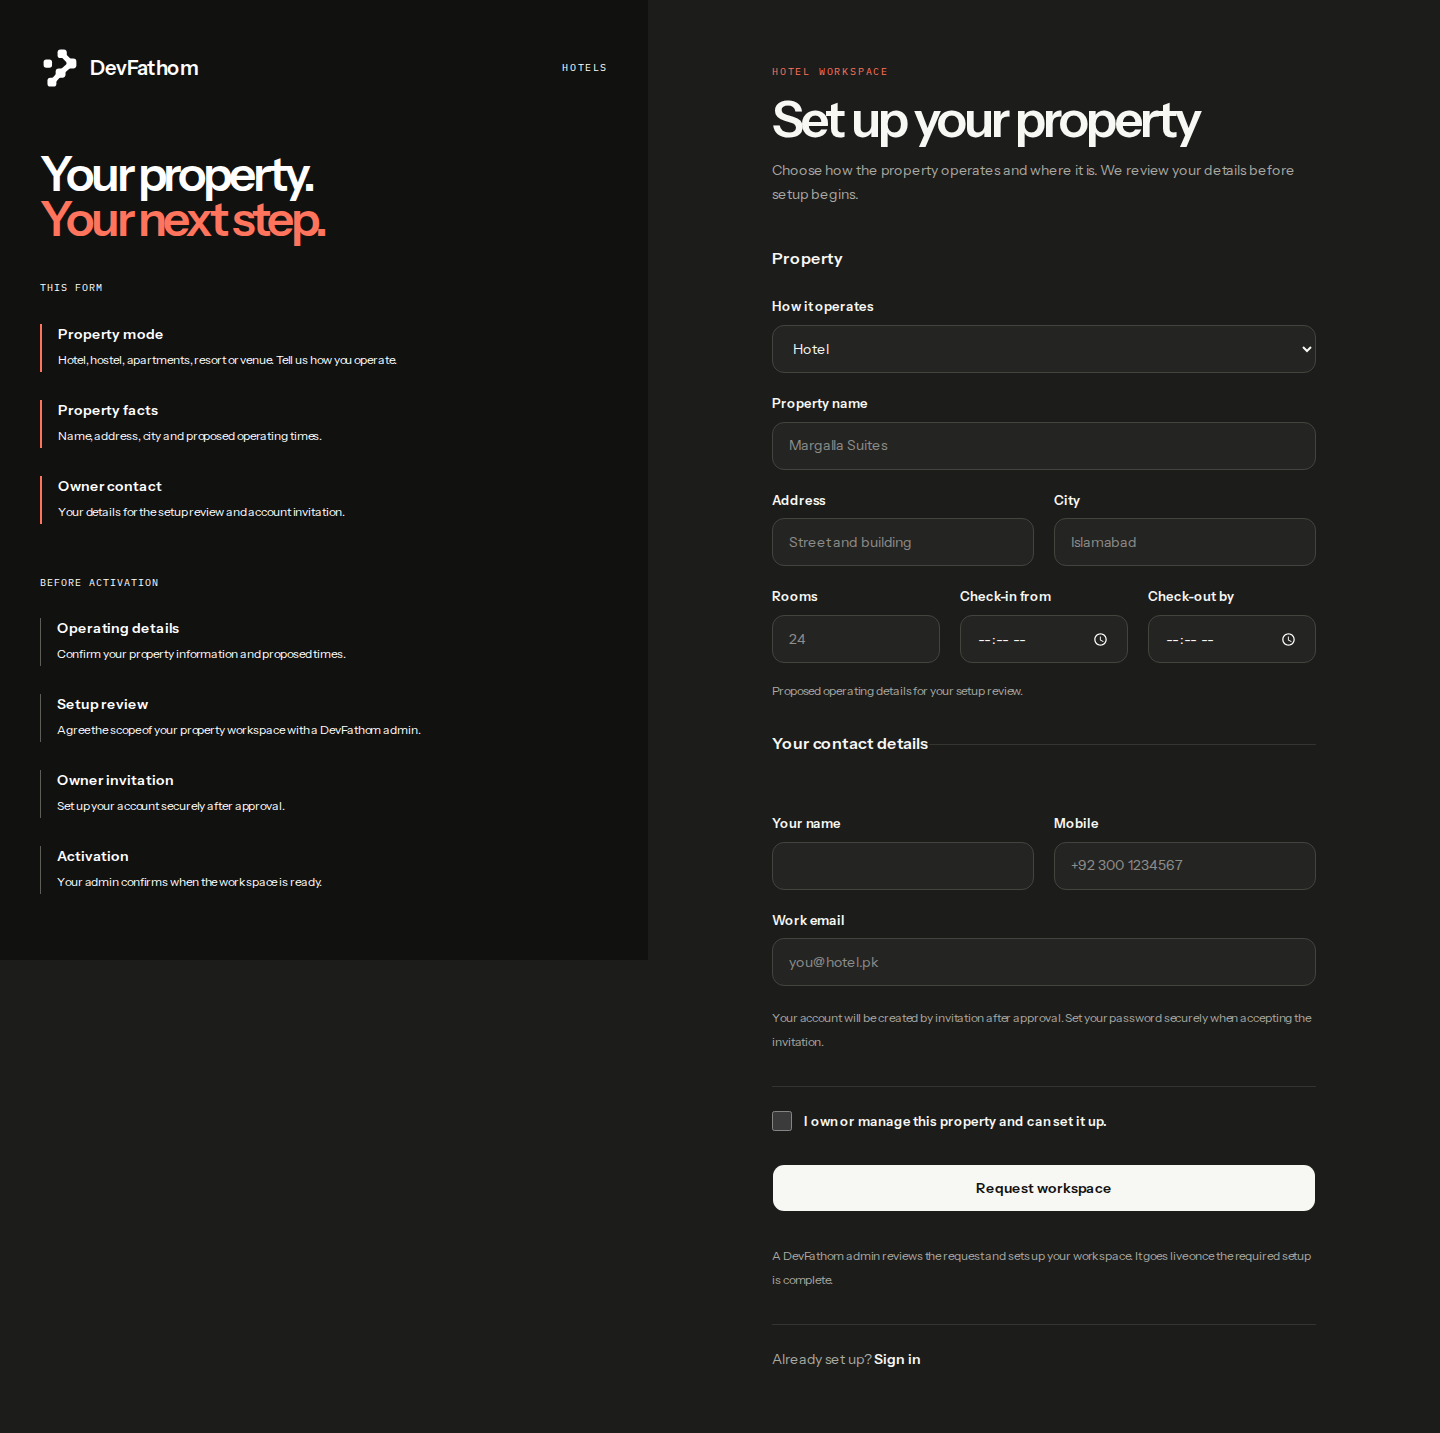 DevFathom
HOTELS
Your property.
Your next step.
THIS FORM
Property mode
Hotel, hostel, apartments, resort or venue. Tell us how you operate.
Property facts
Name, address, city and proposed operating times.
Owner contact
Your details for the setup review and account invitation.
BEFORE ACTIVATION
Operating details
Confirm your property information and proposed times.
Setup review
Agree the scope of your property workspace with a DevFathom admin.
Owner invitation
Set up your account securely after approval.
Activation
Your admin confirms when the workspace is ready.
HOTEL WORKSPACE
Set up your property
Choose how the property operates and where it is. We review your details before
setup begins.
Property
How it operates
Hotel
Property name
Margalla Suites
Address City
Street and building Islamabad
Rooms Check-in from Check-out by
24 --:-- -- --:-- --
Proposed operating details for your setup review.
Your contact details
Your name Mobile
+92 300 1234567
Work email
you@hotel.pk
Your account will be created by invitation after approval. Set your password securely when accepting the
invitation.
I own or manage this property and can set it up.
Request workspace
A DevFathom admin reviews the request and sets up your workspace. It goes live once the required setup
is complete.
Already set up? Sign in